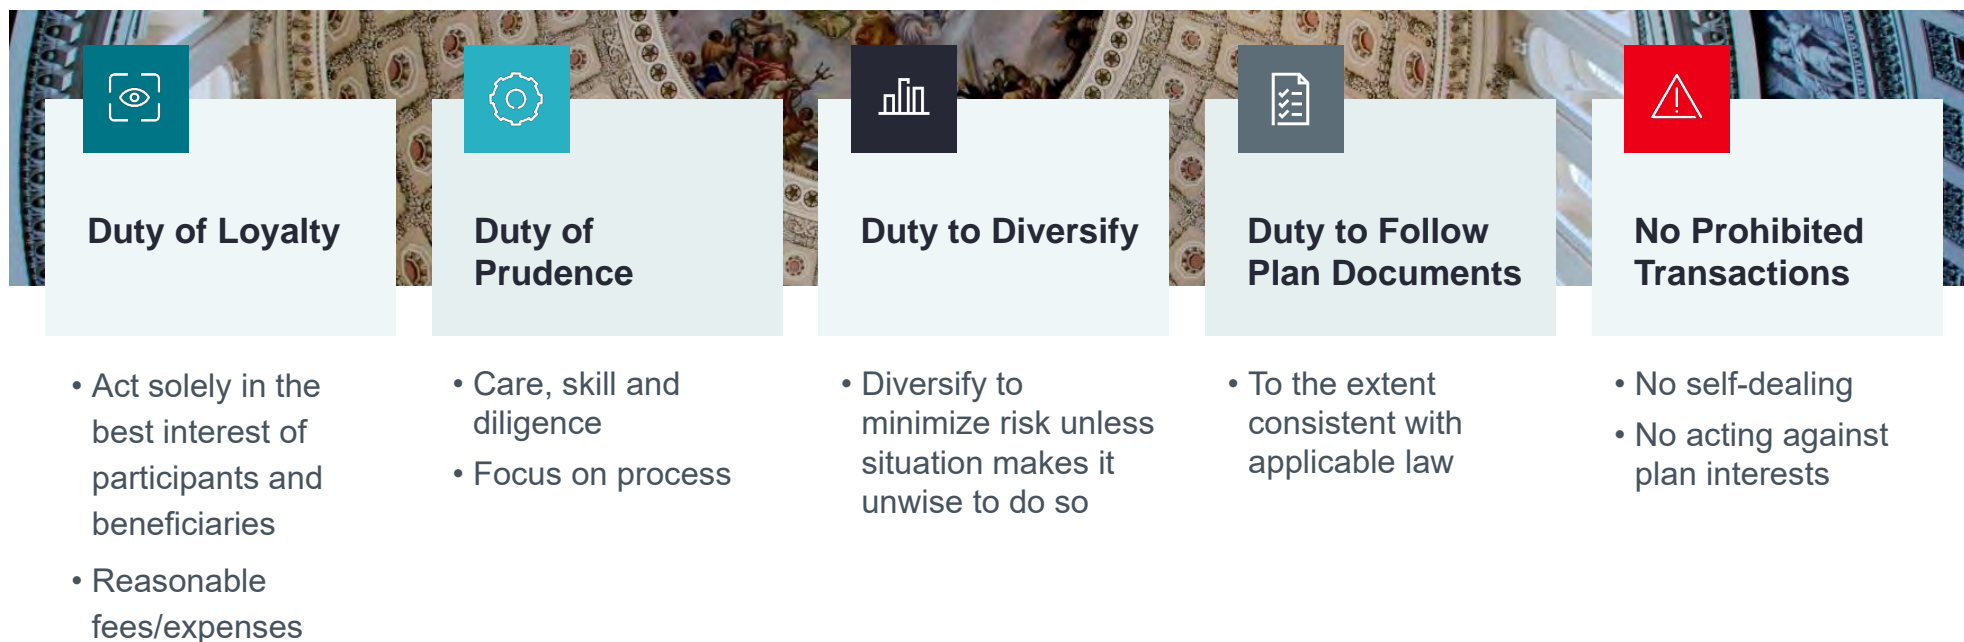 Duty of Loyalty
• Act solely in the
best interest of
participants and
beneficiaries
• Reasonable
fees/expenses
Duty of
Prudence
• Care, skill and
diligence
• Focus on process
Duty to Diversify
• Diversify to
minimize risk unless
situation makes it
unwise to do so
Duty to Follow
Plan Documents
• To the extent
consistent with
applicable law
No Prohibited
Transactions
• No self-dealing
• No acting against
plan interests